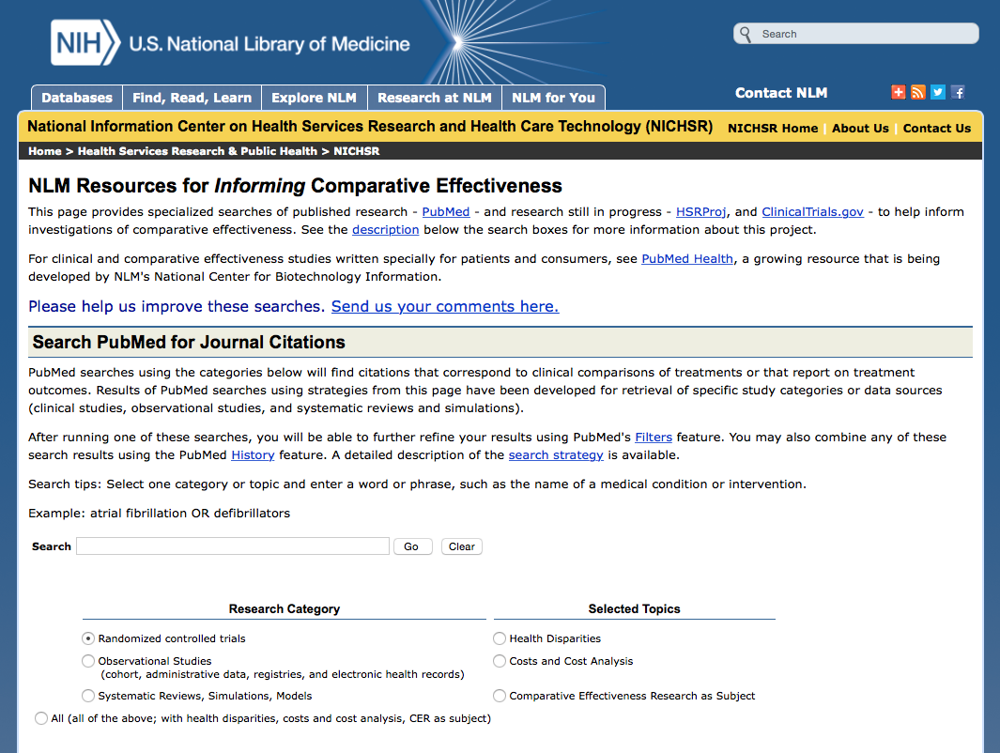 NIH U.S. National Library of Medicine
Search
Databases Find, Read, Learn Explore NLM Research at NLM NLM for You
Contact NLM
National Information Center on Health Services Research and Health Care Technology (NICHSR)
NICHSR Home | About Us | Contact Us
Home > Health Services Research & Public Health > NICHSR
NLM Resources for Informing Comparative Effectiveness
This page provides specialized searches of published research - PubMed - and research still in progress - HSRProj, and ClinicalTrials.gov - to help inform
investigations of comparative effectiveness. See the description below the search boxes for more information about this project.
For clinical and comparative effectiveness studies written specially for patients and consumers, see PubMed Health, a growing resource that is being
developed by NLM's National Center for Biotechnology Information.
Please help us improve these searches. Send us your comments here.
Search PubMed for Journal Citations
PubMed searches using the categories below will find citations that correspond to clinical comparisons of treatments or that report on treatment
outcomes. Results of PubMed searches using strategies from this page have been developed for retrieval of specific study categories or data sources
(clinical studies, observational studies, and systematic reviews and simulations).
After running one of these searches, you will be able to further refine your results using PubMed's Filters feature. You may also combine any of these
search results using the PubMed History feature. A detailed description of the search strategy is available.
Search tips: Select one category or topic and enter a word or phrase, such as the name of a medical condition or intervention.
Example: atrial fibrillation OR defibrillators
Search Go Clear
Research Category
Selected Topics
Randomized controlled trials
Health Disparities
Observational Studies
(cohort, administrative data, registries, and electronic health records)
Costs and Cost Analysis
Systematic Reviews, Simulations, Models
Comparative Effectiveness Research as Subject
All (all of the above; with health disparities, costs and cost analysis, CER as subject)